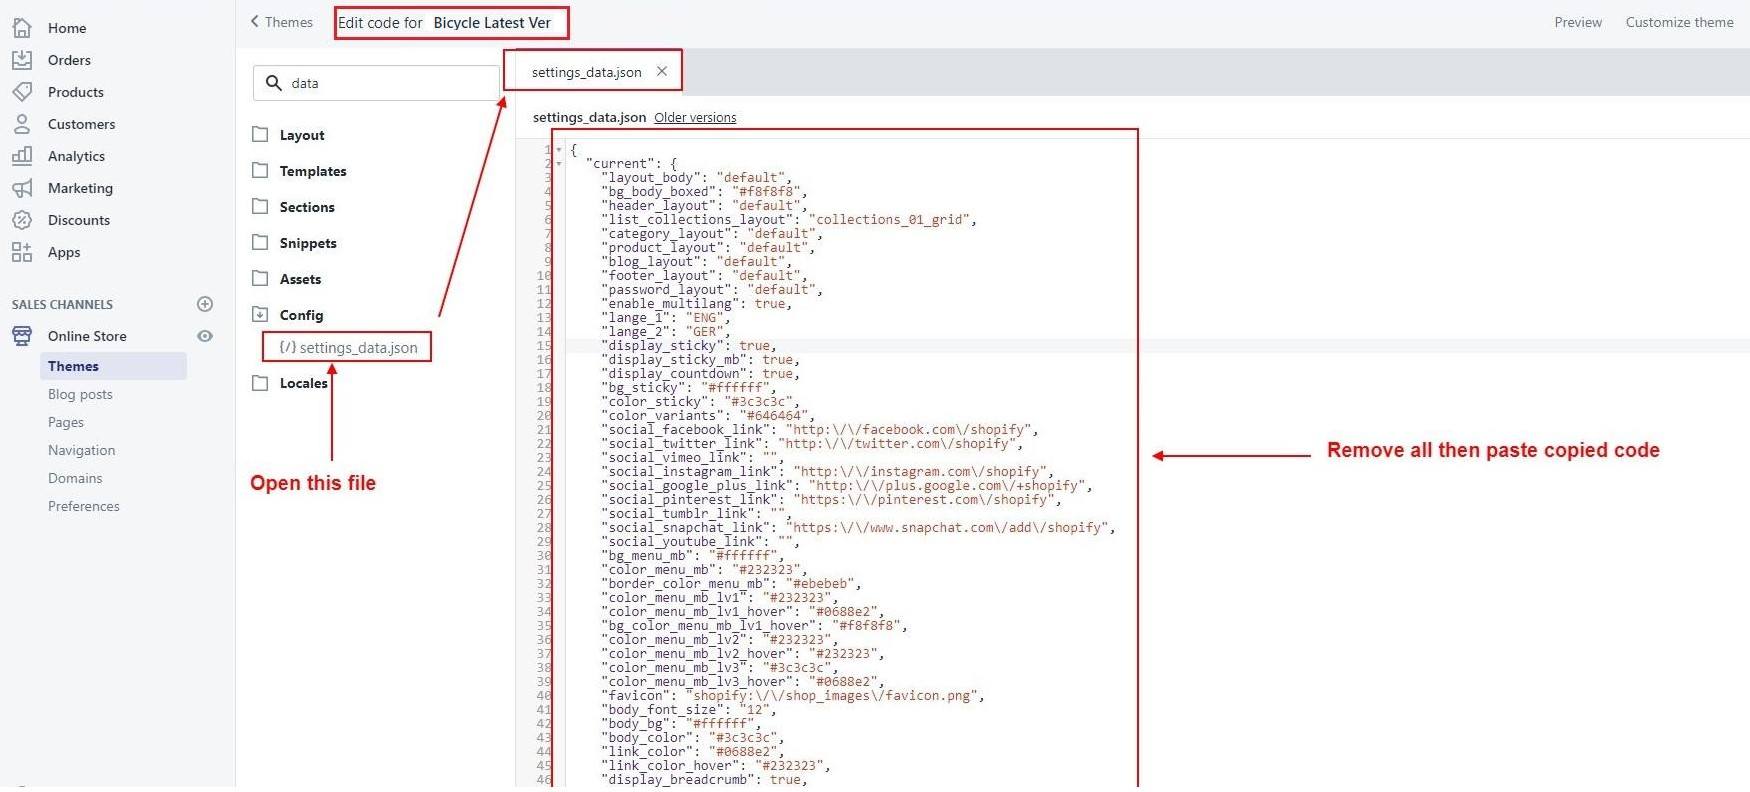 Home
Orders
Products
Customers
Analytics
Marketing
Discounts
Apps
SALES CHANNELS
Online Store
Themes
Blog posts
Pages
Navigation
Domains
Preferences
Themes
Edit code for Bicycle Latest Ver
Preview Customize theme
data
Layout
Templates
Sections
Snippets
Assets
Config
{/} settings_data.json
Locales
Open this file
settings_data.json ×
settings_data.json Older versions
1 {
2 "current": {
3 "layout_body": "default",
4 "bg_body_boxed": "#f8f8f8",
5 "header_layout": "default",
6 "list_collections_layout": "collections_01_grid",
7 "category_layout": "default",
8 "product_layout": "default",
9 "blog_layout": "default",
10 "footer_layout": "default",
11 "password_layout": "default",
12 "enable_multilang": true,
13 "lange_1": "ENG",
14 "lange_2": "GER",
15 "display_sticky": true,
16 "display_sticky_mb": true,
17 "display_countdown": true,
18 "bg_sticky": "#ffffff",
19 "color_sticky": "#3c3c3c",
20 "color_variants": "#646464",
21 "social_facebook_link": "http:\/\/facebook.com\/shopify",
22 "social_twitter_link": "http:\/\/twitter.com\/shopify",
23 "social_vimeo_link": "",
24 "social_instagram_link": "http:\/\/instagram.com\/shopify",
25 "social_google_plus_link": "http:\/\/plus.google.com\/+shopify",
26 "social_pinterest_link": "https:\/\/pinterest.com\/shopify",
27 "social_tumblr_link": "",
28 "social_snapchat_link": "https:\/\/www.snapchat.com\/add\/shopify",
29 "social_youtube_link": "",
30 "bg_menu_mb": "#ffffff",
31 "color_menu_mb": "#232323",
32 "border_color_menu_mb": "#ebebeb",
33 "color_menu_mb_lv1": "#232323",
34 "color_menu_mb_lv1_hover": "#0688e2",
35 "bg_color_menu_mb_lv1_hover": "#f8f8f8",
36 "color_menu_mb_lv2": "#232323",
37 "color_menu_mb_lv2_hover": "#232323",
38 "color_menu_mb_lv3": "#3c3c3c",
39 "color_menu_mb_lv3_hover": "#0688e2",
40 "favicon": "shopify:\/\/shop_images\/favicon.png",
41 "body_font_size": "12",
42 "body_bg": "#ffffff",
43 "body_color": "#3c3c3c",
44 "link_color": "#0688e2",
45 "link_color_hover": "#232323",
46 "display_breadcrumb": true,
Remove all then paste copied code